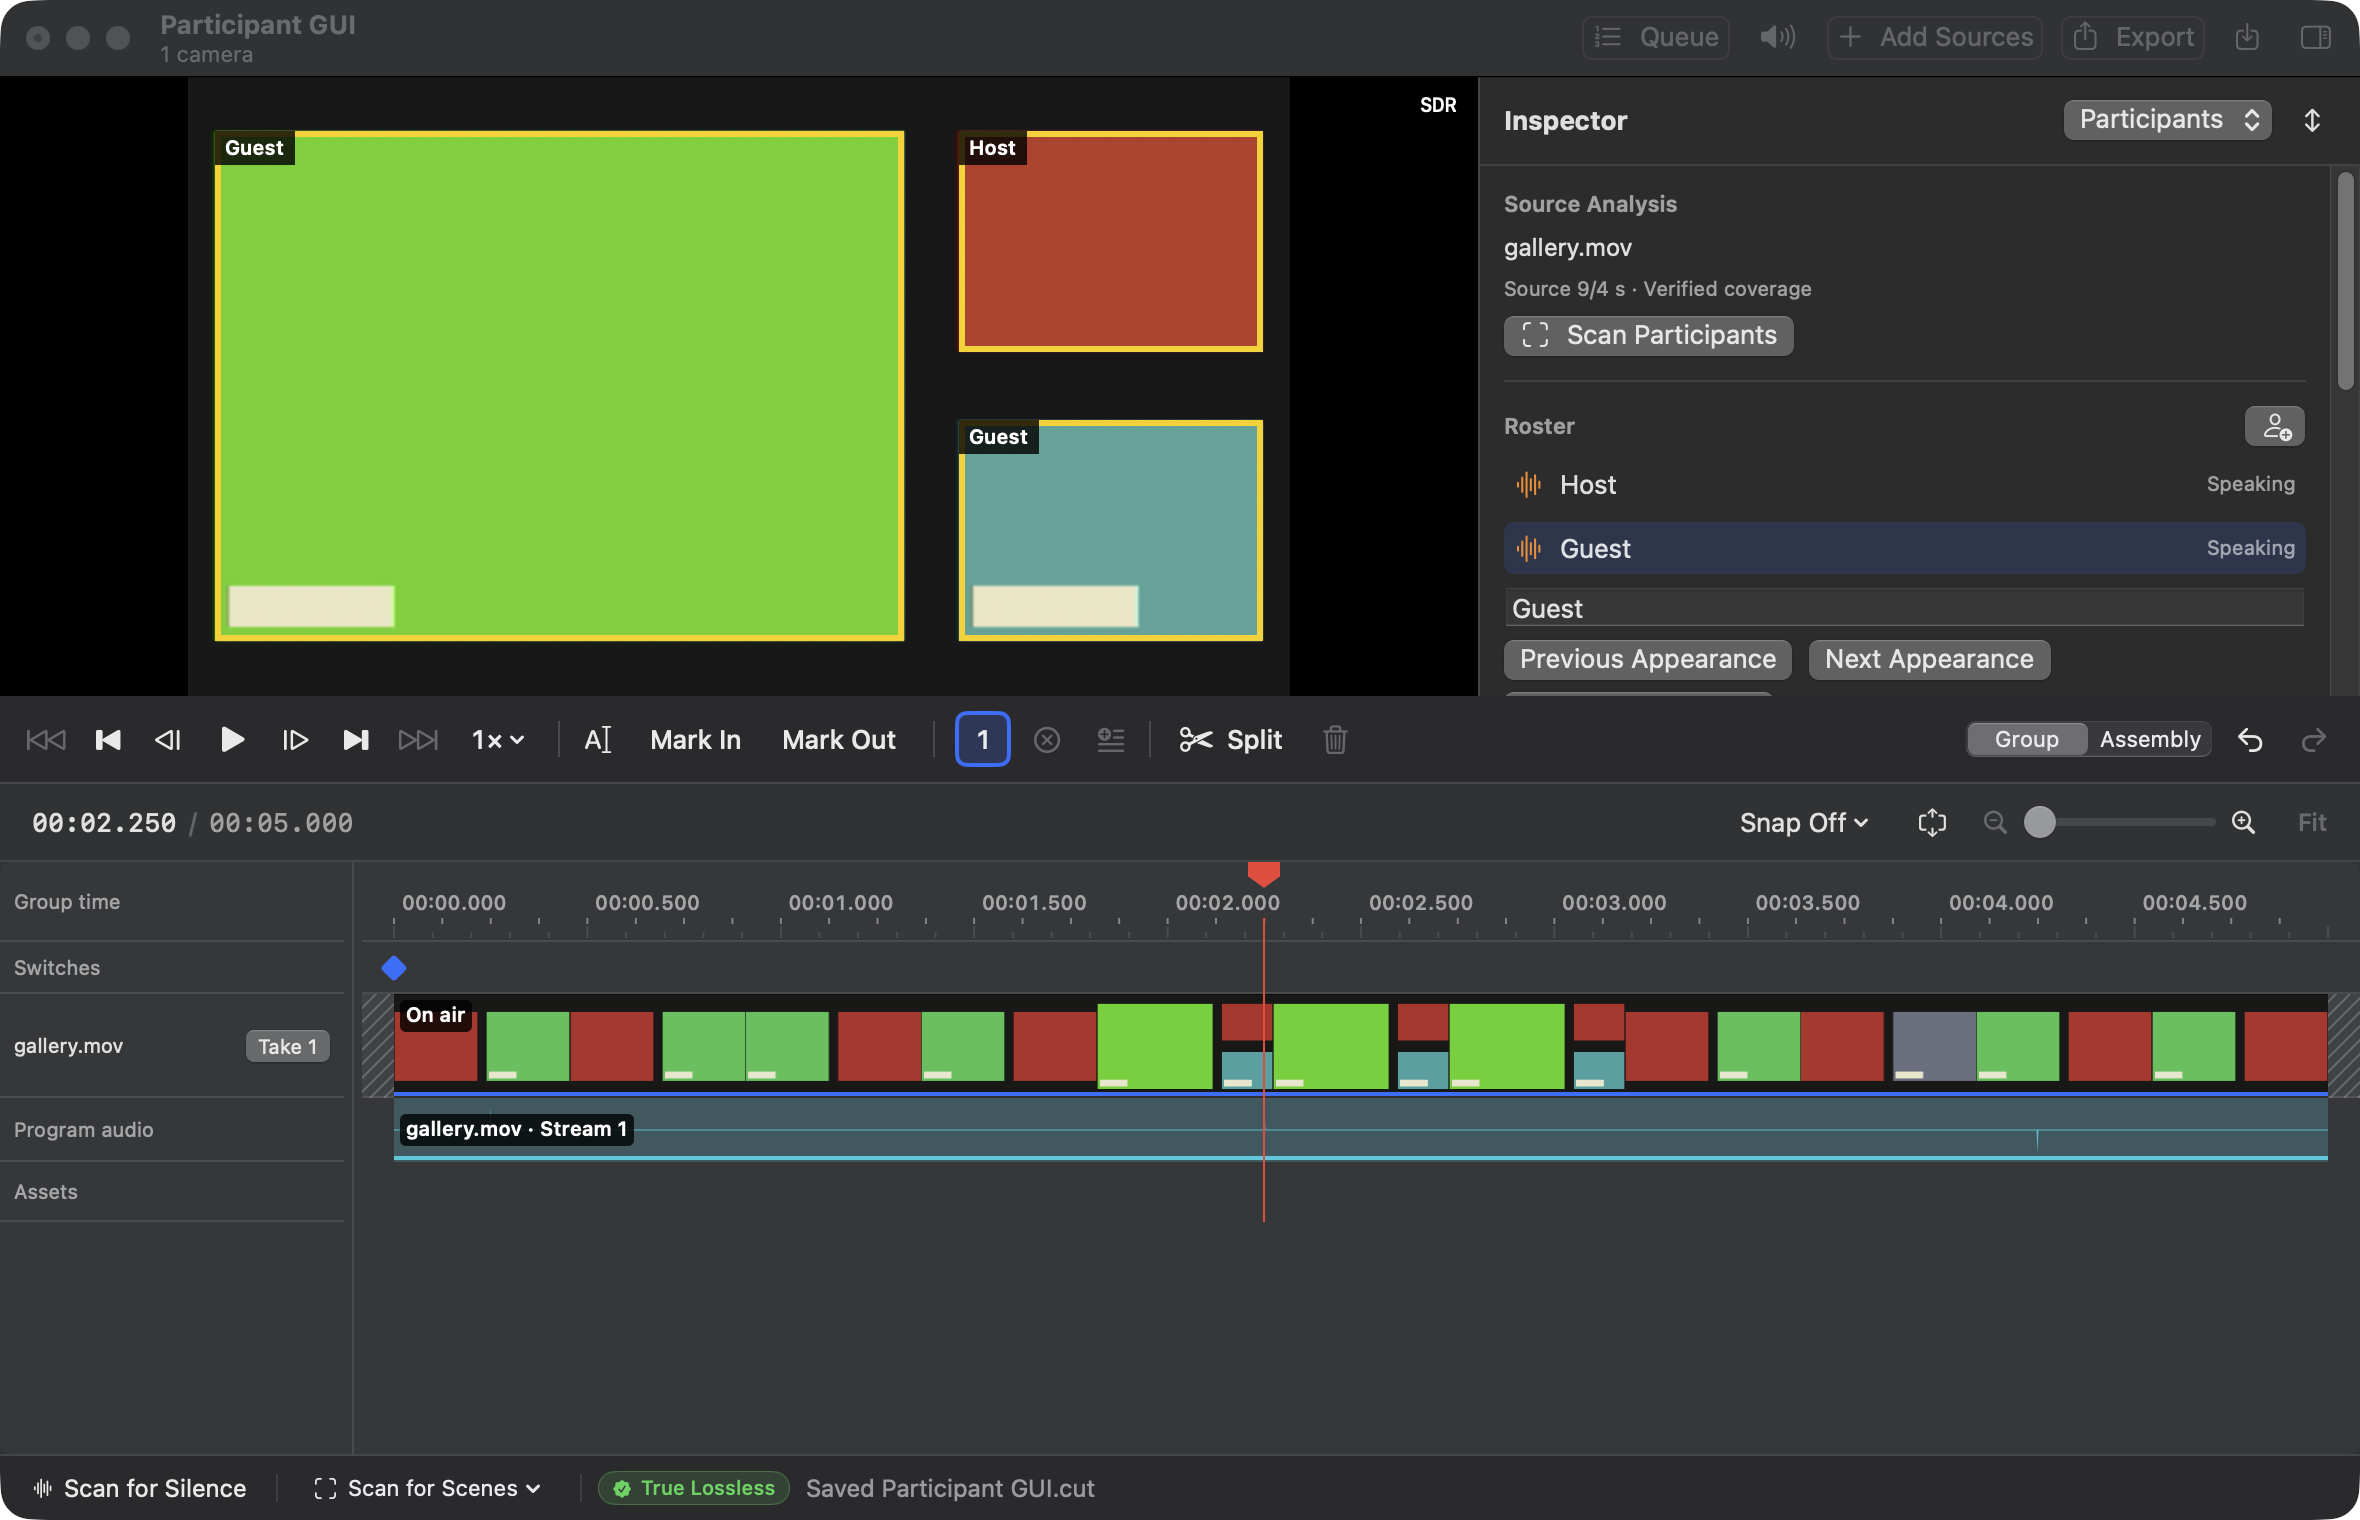 Participant GUI
1 camera
Queue
Add Sources
Export
SDR
Guest
Host
Guest
Inspector
Participants
Source Analysis
gallery.mov
Source 9/4 s · Verified coverage
Scan Participants
Roster
Host
Speaking
Guest
Speaking
Guest
Previous Appearance
Next Appearance
1×
A
Mark In
Mark Out
1
Split
Group
Assembly
00:02.250 / 00:05.000
Snap Off
Fit
Group time
00:00.000
00:00.500
00:01.000
00:01.500
00:02.000
00:02.500
00:03.000
00:03.500
00:04.000
00:04.500
Switches
On air
gallery.mov
Take 1
Program audio
gallery.mov · Stream 1
Assets
Scan for Silence
Scan for Scenes
True Lossless
Saved Participant GUI.cut